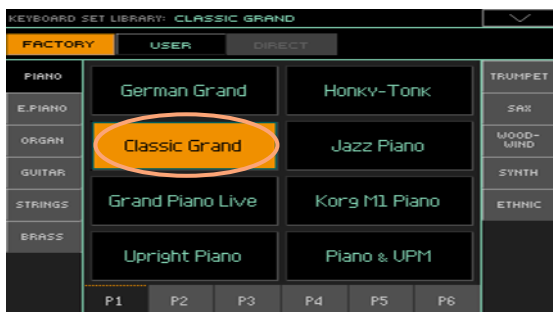 KEYBOARD SET LIBRARY: CLASSIC GRAND
FACTORY USER DIRECT
PIANO
E.PIANO
ORGAN
GUITAR
STRINGS
BRASS
German Grand Honky-Tonk
Classic Grand Jazz Piano
Grand Piano Live Korg M1 Piano
Upright Piano Piano & UPM
TRUMPET
SAX
WOOD-
WIND
SYNTH
ETHNIC
P1 P2 P3 P4 P5 P6